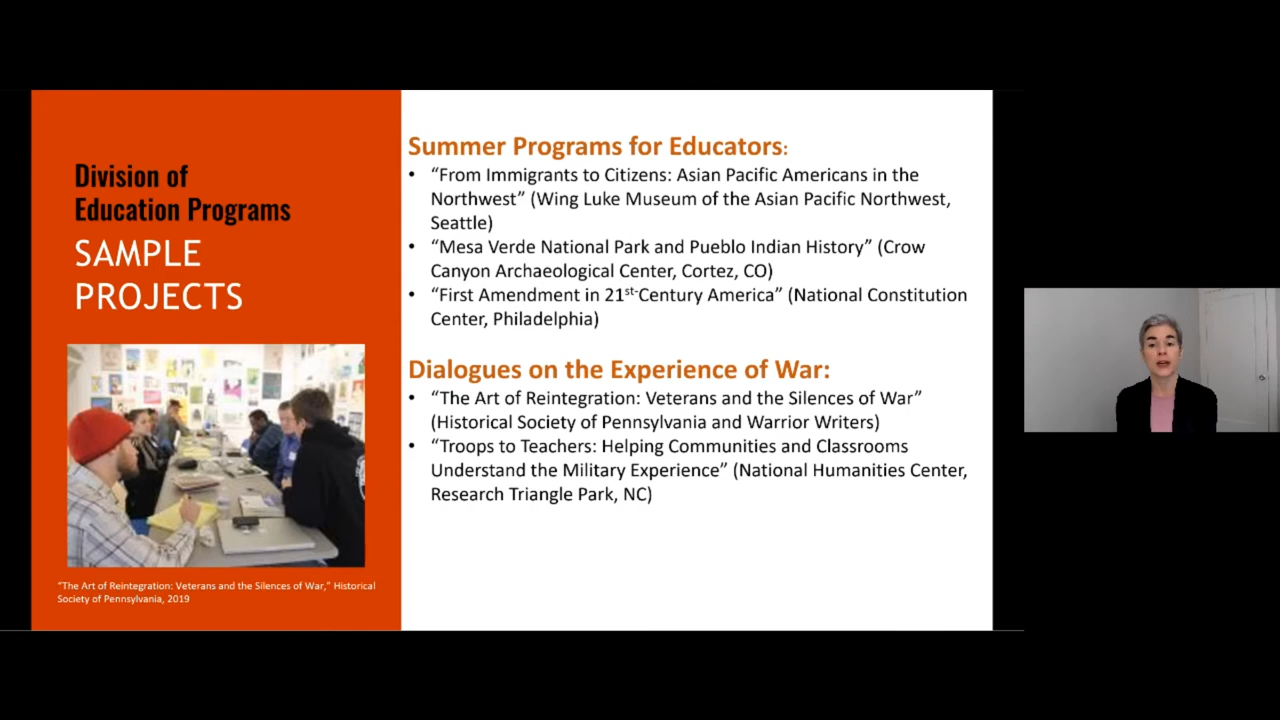 Division of
Education Programs
SAMPLE
PROJECTS
“The Art of Reintegration: Veterans and the Silences of War,” Historical
Society of Pennsylvania, 2019
Summer Programs for Educators:
• “From Immigrants to Citizens: Asian Pacific Americans in the
Northwest” (Wing Luke Museum of the Asian Pacific Northwest,
Seattle)
• “Mesa Verde National Park and Pueblo Indian History” (Crow
Canyon Archaeological Center, Cortez, CO)
• “First Amendment in 21st-Century America” (National Constitution
Center, Philadelphia)
Dialogues on the Experience of War:
• “The Art of Reintegration: Veterans and the Silences of War”
(Historical Society of Pennsylvania and Warrior Writers)
• “Troops to Teachers: Helping Communities and Classrooms
Understand the Military Experience” (National Humanities Center,
Research Triangle Park, NC)